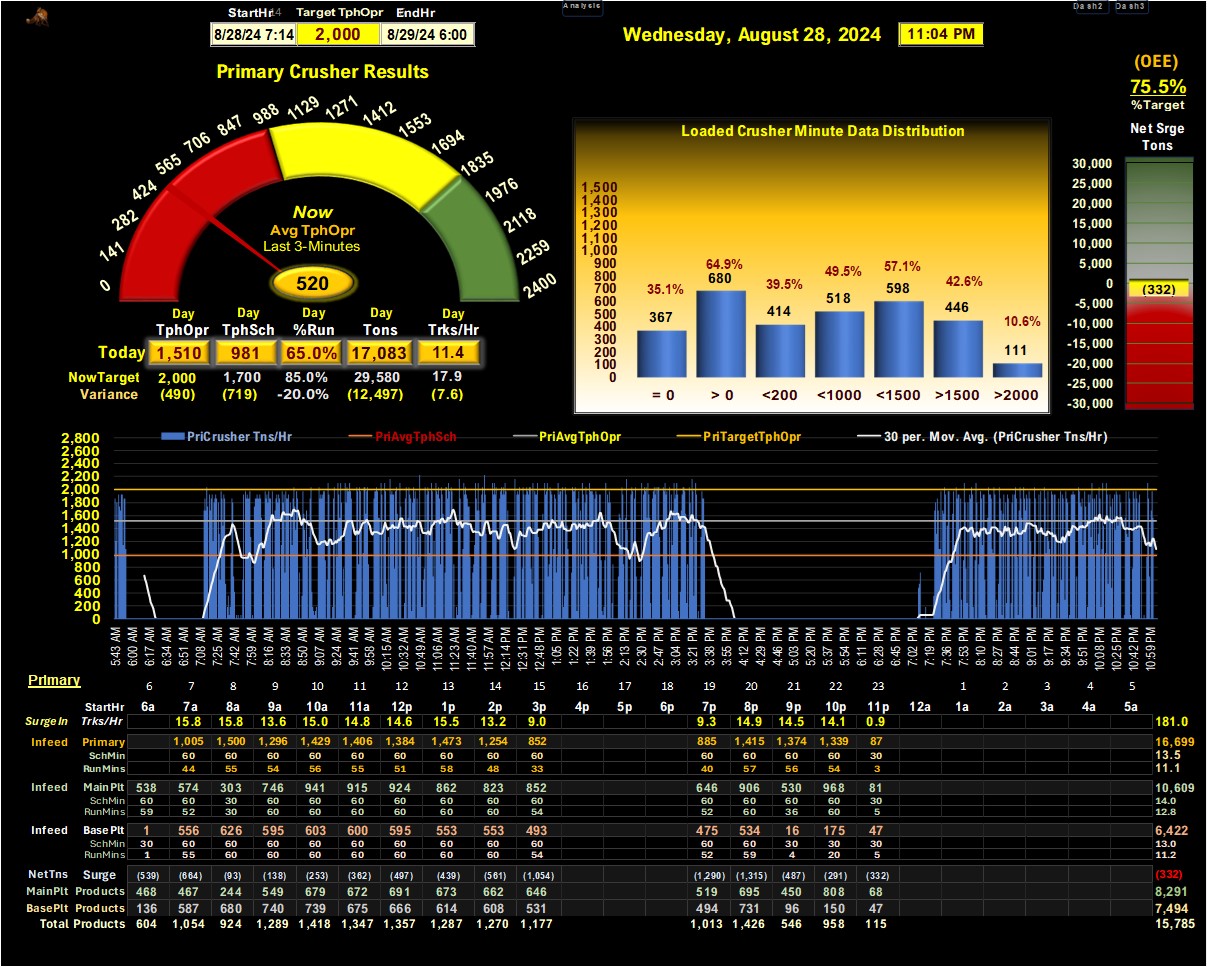 Analysis
Dash2 Dash3
StartHr 14 Target TphOpr EndHr
8/28/24 7:14 2,000 8/29/24 6:00
Wednesday, August 28, 2024 11:04 PM
(OEE)
75.5%
%Target
Primary Crusher Results
0 141 282 424 565 706 847 988 1129 1271 1412 1553 1694 1835 1976 2118 2259 2400
Now
Avg TphOpr
Last 3-Minutes
520
Day Day Day Day Day
TphOpr TphSch %Run Tons Trks/Hr
Today 1,510 981 65.0% 17,083 11.4
NowTarget 2,000 1,700 85.0% 29,580 17.9
Variance (490) (719) -20.0% (12,497) (7.6)
Loaded Crusher Minute Data Distribution
1,500
1,400
1,300
1,200
1,100
1,000
900
800
700
600
500
400
300
200
100
0
35.1% 64.9% 39.5% 49.5% 57.1% 42.6% 10.6%
367 680 414 518 598 446 111
= 0 > 0 <200 <1000 <1500 >1500 >2000
Net Srge
Tons
30,000
25,000
20,000
15,000
10,000
5,000
0
-5,000
-10,000
-15,000
-20,000
-25,000
-30,000
(332)
PriCrusher Tns/Hr PriAvgTphSch PriAvgTphOpr PriTargetTphOpr 30 per. Mov. Avg. (PriCrusher Tns/Hr)
2,800
2,600
2,400
2,200
2,000
1,800
1,600
1,400
1,200
1,000
800
600
400
200
0
5:43 AM 6:00 AM 6:17 AM 6:34 AM 6:51 AM 7:08 AM 7:25 AM 7:42 AM 7:59 AM 8:16 AM 8:33 AM 8:50 AM 9:07 AM 9:24 AM 9:41 AM 9:58 AM 10:15 AM 10:32 AM 10:49 AM 11:06 AM 11:23 AM 11:40 AM 11:57 AM 12:14 PM 12:31 PM 12:48 PM 1:05 PM 1:22 PM 1:39 PM 1:56 PM 2:13 PM 2:30 PM 2:47 PM 3:04 PM 3:21 PM 3:38 PM 3:55 PM 4:12 PM 4:29 PM 4:46 PM 5:03 PM 5:20 PM 5:37 PM 5:54 PM 6:11 PM 6:28 PM 6:45 PM 7:02 PM 7:19 PM 7:36 PM 7:53 PM 8:10 PM 8:27 PM 8:44 PM 9:01 PM 9:17 PM 9:34 PM 9:51 PM 10:08 PM 10:25 PM 10:42 PM 10:59 PM
Primary
6 7 8 9 10 11 12 13 14 15 19 20 21 22 23 1 2 3 4 5
StartHr 6a 7a 8a 9a 10a 11a 12p 1p 2p 3p 4p 5p 6p 7p 8p 9p 10p 11p 12a 1a 2a 3a 4a 5a
SurgeIn Trks/Hr 15.8 15.8 13.6 15.0 14.8 14.6 15.5 13.2 9.0 9.3 14.9 14.5 14.1 0.9 181.0
Infeed Primary 1,005 1,500 1,296 1,429 1,406 1,384 1,473 1,254 852 885 1,415 1,374 1,339 87 16,699
SchMin 60 60 60 60 60 60 60 60 60 60 60 60 60 30 13.5
RunMins 44 55 54 56 55 51 58 48 33 40 57 56 54 3 11.1
Infeed MainPlt 538 574 303 746 941 915 924 862 823 852 646 906 530 968 81 10,609
SchMin 60 60 30 60 60 60 60 60 60 60 60 60 60 60 30 14.0
RunMins 59 52 30 60 60 60 60 60 60 54 52 60 36 60 5 12.8
Infeed BasePlt 1 556 626 595 603 600 595 553 553 493 475 534 16 175 47 6,422
SchMin 30 60 60 60 60 60 60 60 60 60 60 60 30 30 30 13.0
RunMins 1 55 60 60 60 60 60 60 60 54 52 59 4 20 5 11.2
NetTns Surge (539) (664) (93) (138) (253) (362) (497) (439) (561) (1,054) (1,290) (1,315) (487) (291) (332) (332)
MainPlt Products 468 467 244 549 679 672 691 673 662 646 519 695 450 808 68 8,291
BasePlt Products 136 587 680 740 739 675 666 614 608 531 494 731 96 150 47 7,494
Total Products 604 1,054 924 1,289 1,418 1,347 1,357 1,287 1,270 1,177 1,013 1,426 546 958 115 15,785